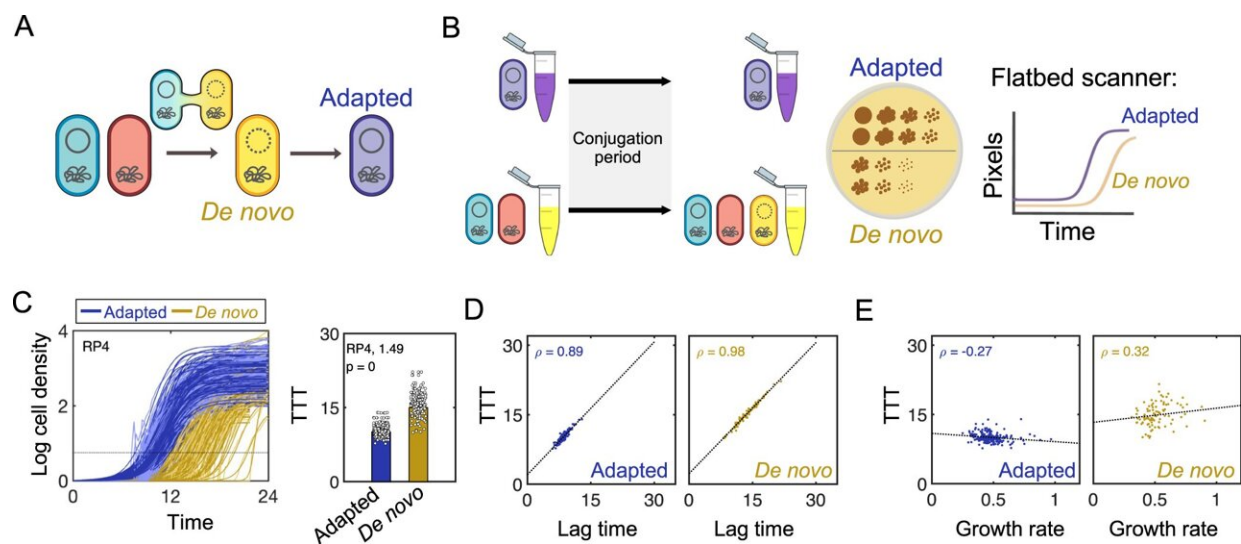 A
Adapted
De novo
B
Conjugation
period
Adapted
De novo
Flatbed scanner:
Pixels
Adapted
De novo
Time
C
Adapted
De novo
RP4
Log cell density
4
2
0
0
12
24
Time
RP4, 1.49
p = 0
TTT
30
15
0
Adapted
De novo
D
TTT
30
15
0
ρ = 0.89
Adapted
0
15
30
Lag time
ρ = 0.98
De novo
0
15
30
Lag time
E
TTT
30
15
0
ρ = -0.27
Adapted
0
0.5
1
Growth rate
ρ = 0.32
De novo
0
0.5
1
Growth rate